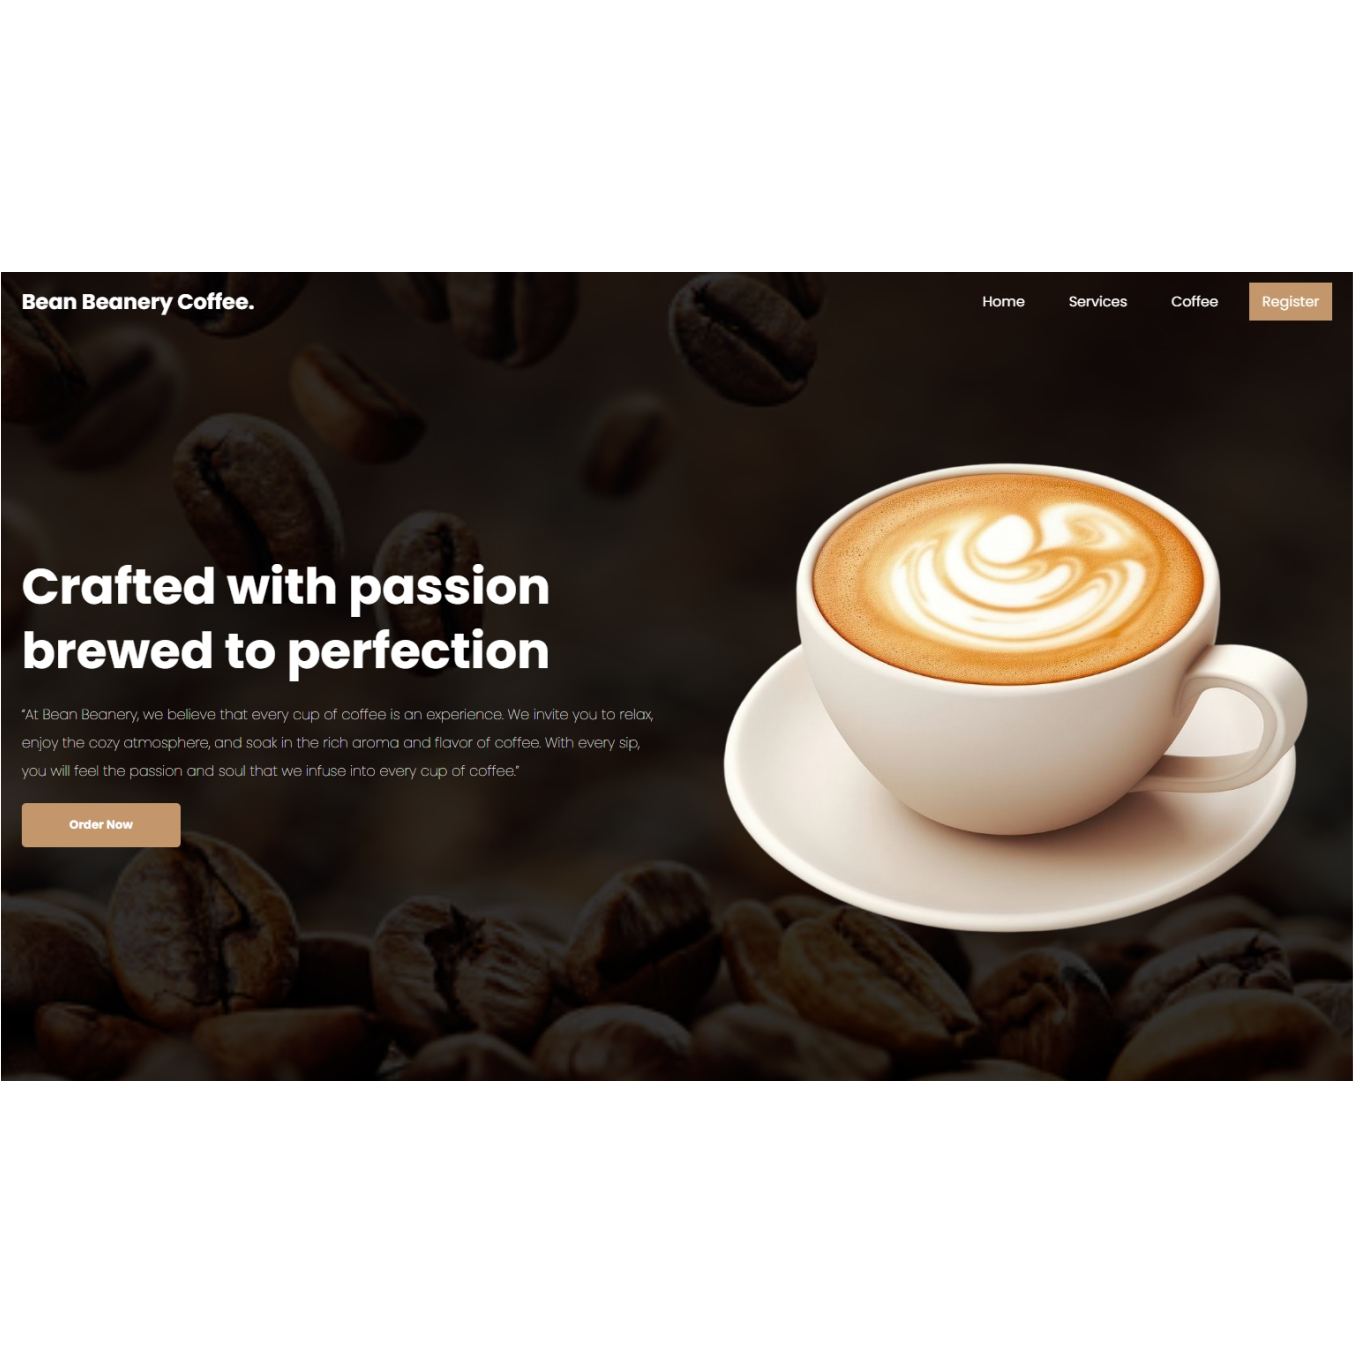 Bean Beanery Coffee.
Home Services Coffee Register
Crafted with passion
brewed to perfection
“At Bean Beanery, we believe that every cup of coffee is an experience. We invite you to relax,
enjoy the cozy atmosphere, and soak in the rich aroma and flavor of coffee. With every sip,
you will feel the passion and soul that we infuse into every cup of coffee.”
Order Now